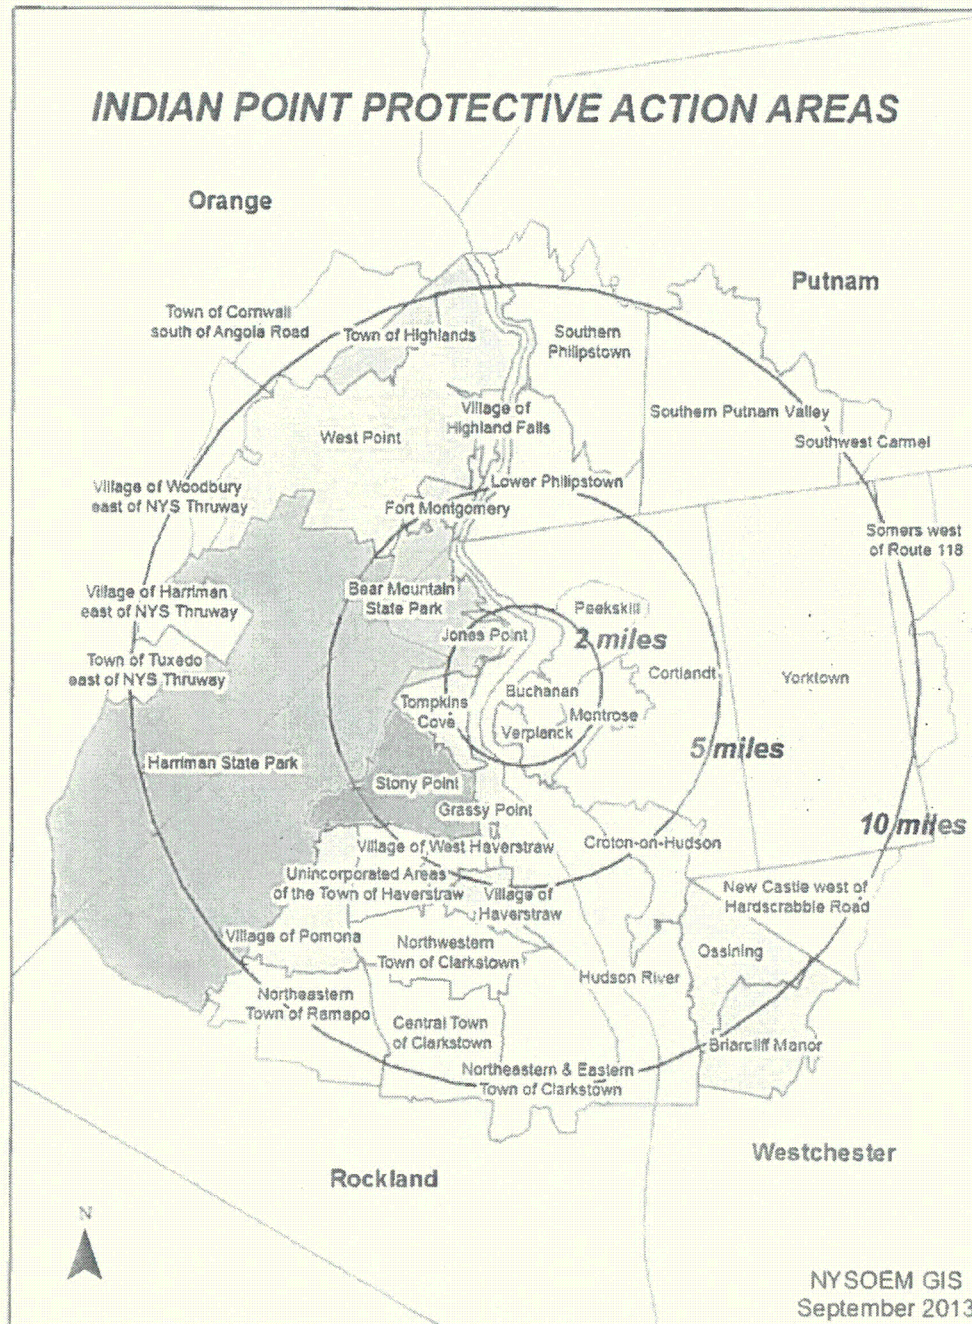 INDIAN POINT PROTECTIVE ACTION AREAS
Orange
Putnam
Town of Cornwall
south of Angola Road
Town of Highlands
Southern
Philipstown
Village of
Highland Falls
Southern Putnam Valley
West Point
Southwest Carmel
Village of Woodbury
east of NYS Thruway
Lower Philipstown
Fort Montgomery
Somers west
of Route 118
Village of Harriman
east of NYS Thruway
Bear Mountain
State Park
Peekskill
Jones Point
2 miles
Town of Tuxedo
east of NYS Thruway
Cortlandt
Yorktown
Buchanan
Tompkins
Cove
Montrose
Verplanck
5 miles
Harriman State Park
Stony Point
Grassy Point
10 miles
Village of West Haverstraw
Croton-on-Hudson
Unincorporated Areas
of the Town of Haverstraw
Village of
Haverstraw
New Castle west of
Hardscrabble Road
Village of Pomona
Northwestern
Town of Clarkstown
Ossining
Hudson River
Northeastern
Town of Ramapo
Central Town
of Clarkstown
Briarcliff Manor
Northeastern & Eastern
Town of Clarkstown
Westchester
Rockland
N
NYSOEM GIS
September 2013